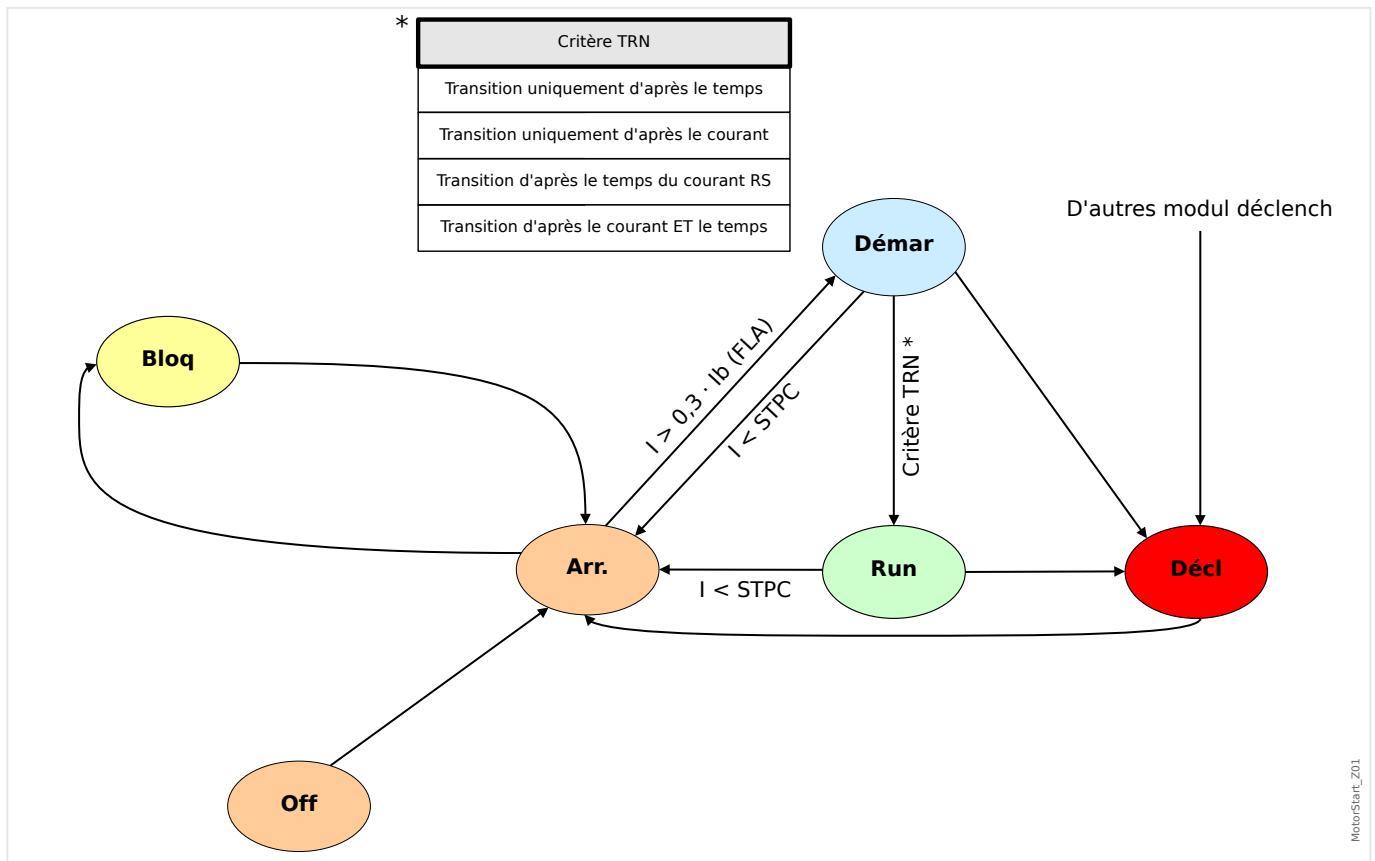 *
Critère TRN
Transition uniquement d'après le temps
Transition uniquement d'après le courant
Transition d'après le temps du courant RS
Transition d'après le courant ET le temps
D'autres modul déclench
Démar
Bloq
I > 0,3 · Ib (FLA)
I < STPC
Critère TRN *
Arr.
Run
Décl
I < STPC
Off
MotorStart_Z01